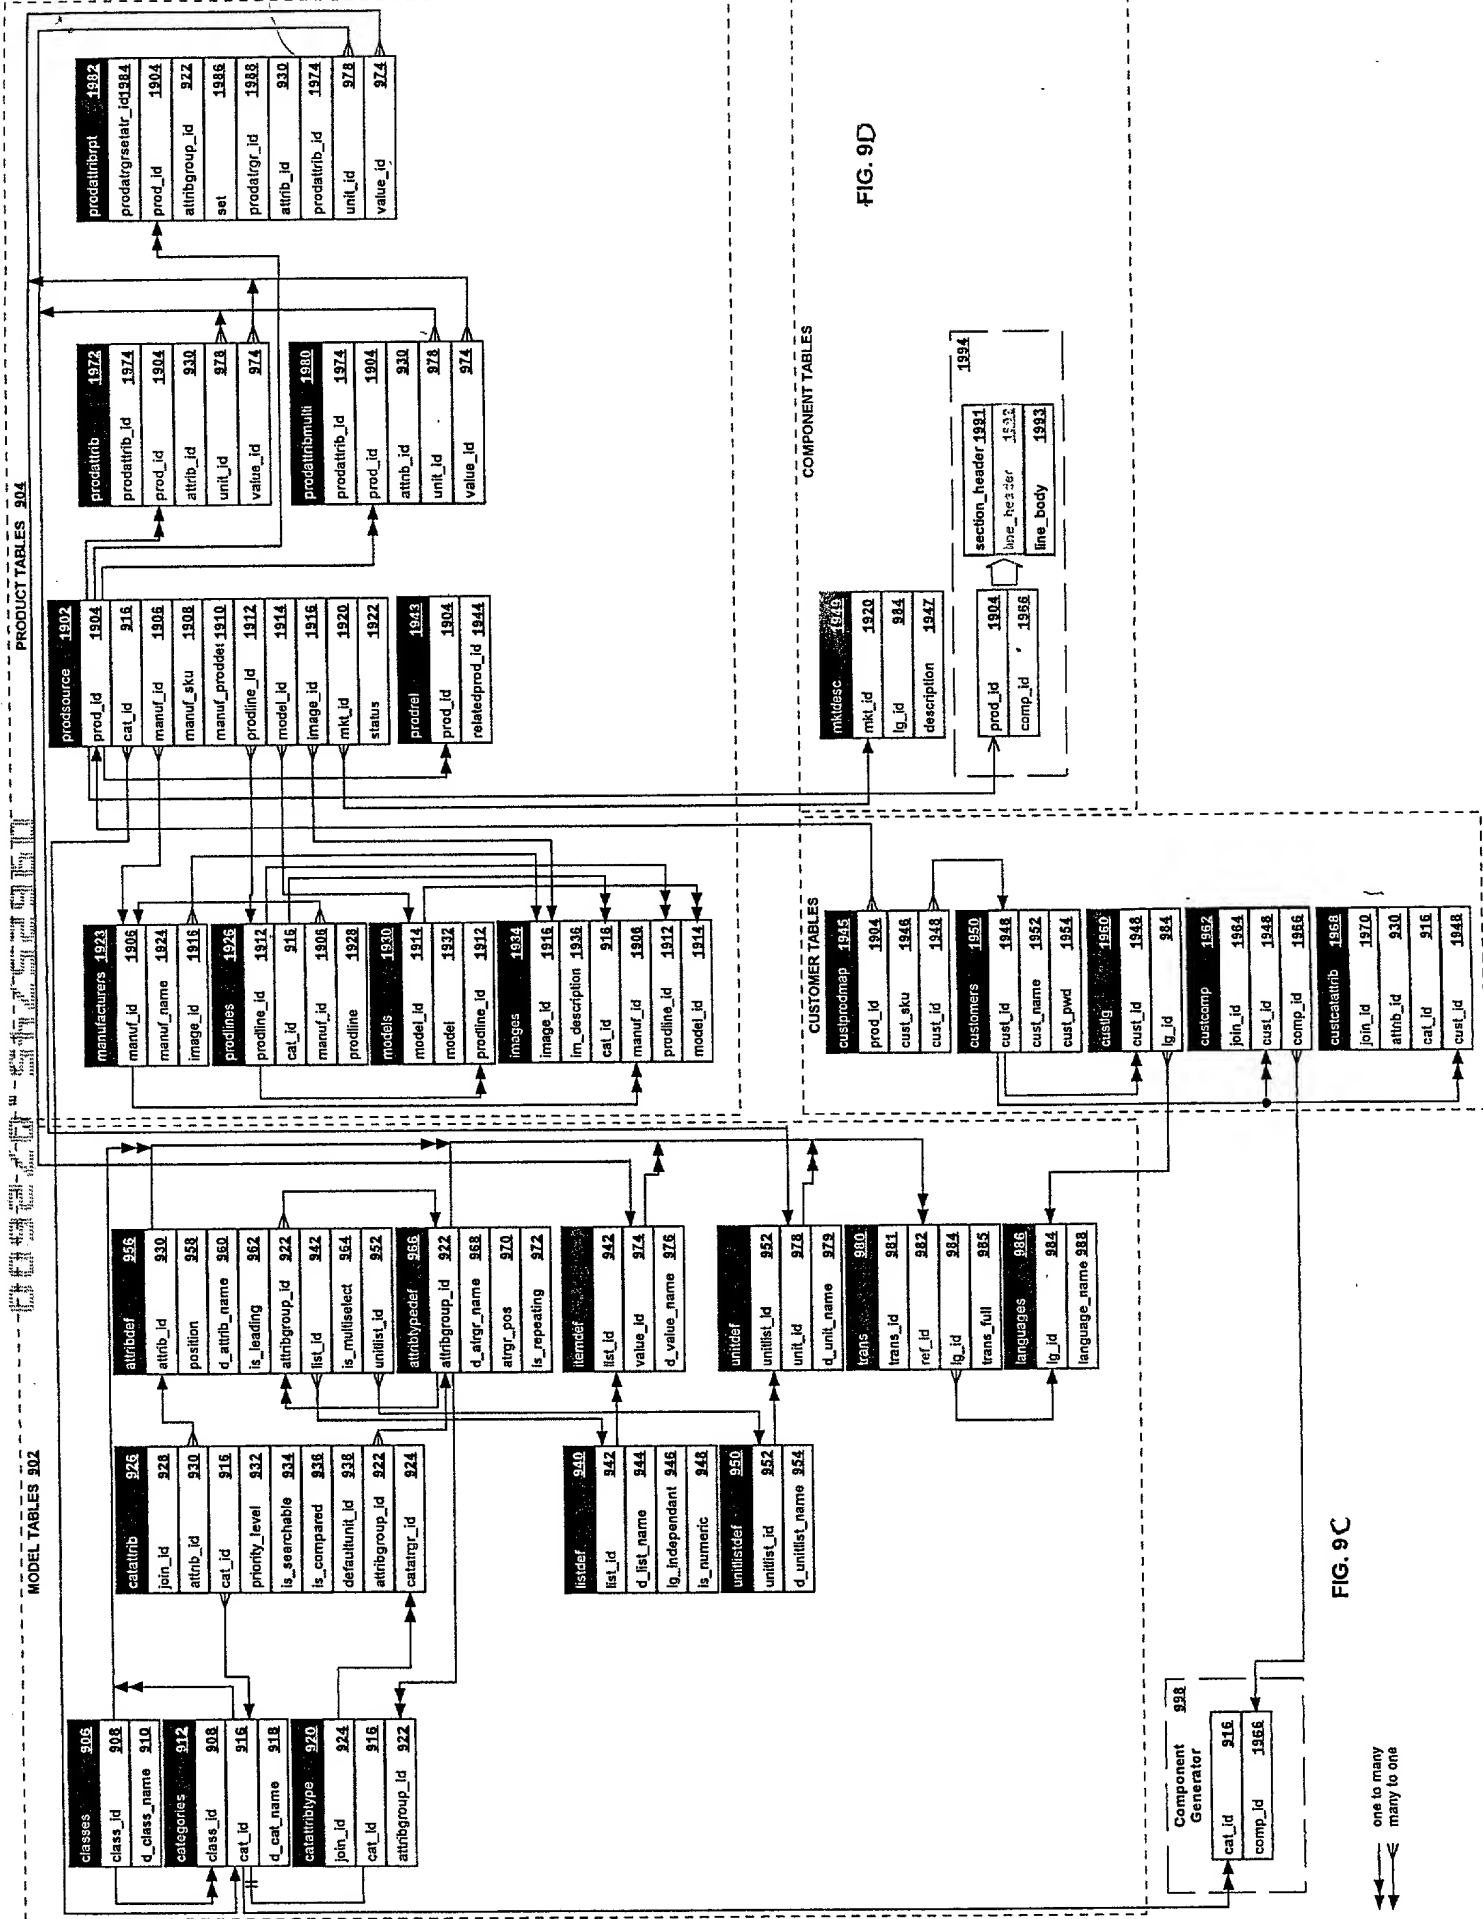 MODEL TABLES 902
classes 906
class_id 908
d_class_name 910
categories 912
class_id 908
cat_id 916
d_cat_name 918
catattribtype 920
join_id 924
cat_id 916
attribgroup_id 922
catattrib 926
join_id 928
attrib_id 930
cat_id 916
priority_level 932
is_searchable 934
is_compared 936
defaultunit_id 938
attribgroup_id 922
catatrgr_id 924
listdef 940
list_id 942
d_list_name 944
lg_independant 946
is_numeric 948
unitlistdef 950
unitlist_id 952
d_unitlist_name 954
attribdef 956
attrib_id 930
position 958
d_attrib_name 960
is_leading 962
attribgroup_id 922
list_id 942
is_multiselect 964
unitlist_id 952
attribtypedef 966
attribgroup_id 922
d_atrgr_name 968
atrgr_pos 970
is_repeating 972
itemdef
list_id 942
value_id 974
d_value_name 976
unitdef
unitlist_id 952
unit_id 978
d_unit_name 979
trans 980
trans_id 981
ref_id 982
lg_id 984
trans_full 985
languages 986
lg_id 984
language_name 988
Component Generator 998
cat_id 916
comp_id 1966
one to many
many to one
FIG. 9C
PRODUCT TABLES 904
manufacturers 1923
manuf_id 1906
manuf_name 1924
image_id 1916
prodlines 1926
prodline_id 1912
cat_id 916
manuf_id 1906
prodline 1928
models 1930
model_id 1914
model 1932
prodline_id 1912
images 1934
image_id 1916
im_description 1936
cat_id 916
manuf_id 1906
prodline_id 1912
model_id 1914
prodsource 1902
prod_id 1904
cat_id 916
manuf_id 1906
manuf_sku 1908
manuf_proddes 1910
prodline_id 1912
model_id 1914
image_id 1916
mkt_id 1920
status 1922
prodrel 1943
prod_id 1904
relatedprod_id 1944
prodattrib 1972
prodattrib_id 1974
prod_id 1904
attrib_id 930
unit_id 978
value_id 974
prodattribmulti 1980
prodattrib_id 1974
prod_id 1904
attrib_id 930
unit_id 978
value_id 974
prodattribrpt 1982
prodatrgrsetatr_id 1984
prod_id 1904
attribgroup_id 922
set 1986
prodatrgr_id 1988
attrib_id 930
prodattrib_id 1974
unit_id 978
value_id 974
CUSTOMER TABLES
custprodmap 1945
prod_id 1904
cust_sku 1946
cust_id 1948
customers 1950
cust_id 1948
cust_name 1952
cust_pwd 1954
custlg 1960
cust_id 1948
lg_id 984
custcomp 1962
join_id 1964
cust_id 1948
comp_id 1966
custcatattrib 1968
join_id 1970
attrib_id 930
cat_id 916
cust_id 1948
COMPONENT TABLES
mktdesc 1949
mkt_id 1920
lg_id 984
description 1947
1994
prod_id 1904
comp_id 1966
section_header 1991
line_header 1992
line_body 1993
FIG. 9D